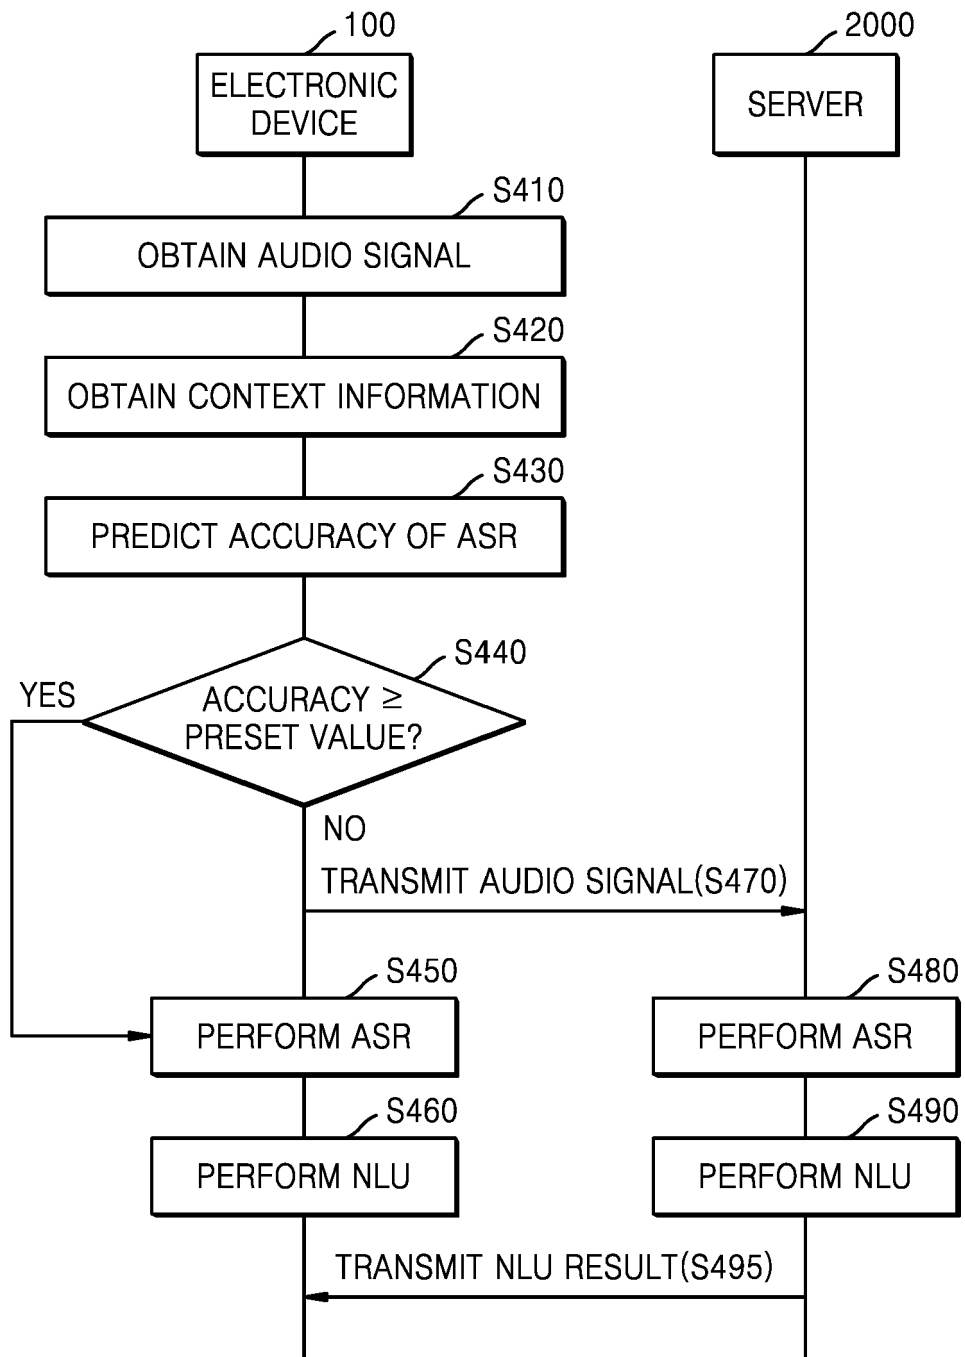 100
2000
ELECTRONIC
DEVICE
SERVER
S410
OBTAIN AUDIO SIGNAL
S420
OBTAIN CONTEXT INFORMATION
S430
PREDICT ACCURACY OF ASR
S440
YES
ACCURACY ≥
PRESET VALUE?
NO
TRANSMIT AUDIO SIGNAL(S470)
S450
S480
PERFORM ASR
PERFORM ASR
S460
S490
PERFORM NLU
PERFORM NLU
TRANSMIT NLU RESULT(S495)